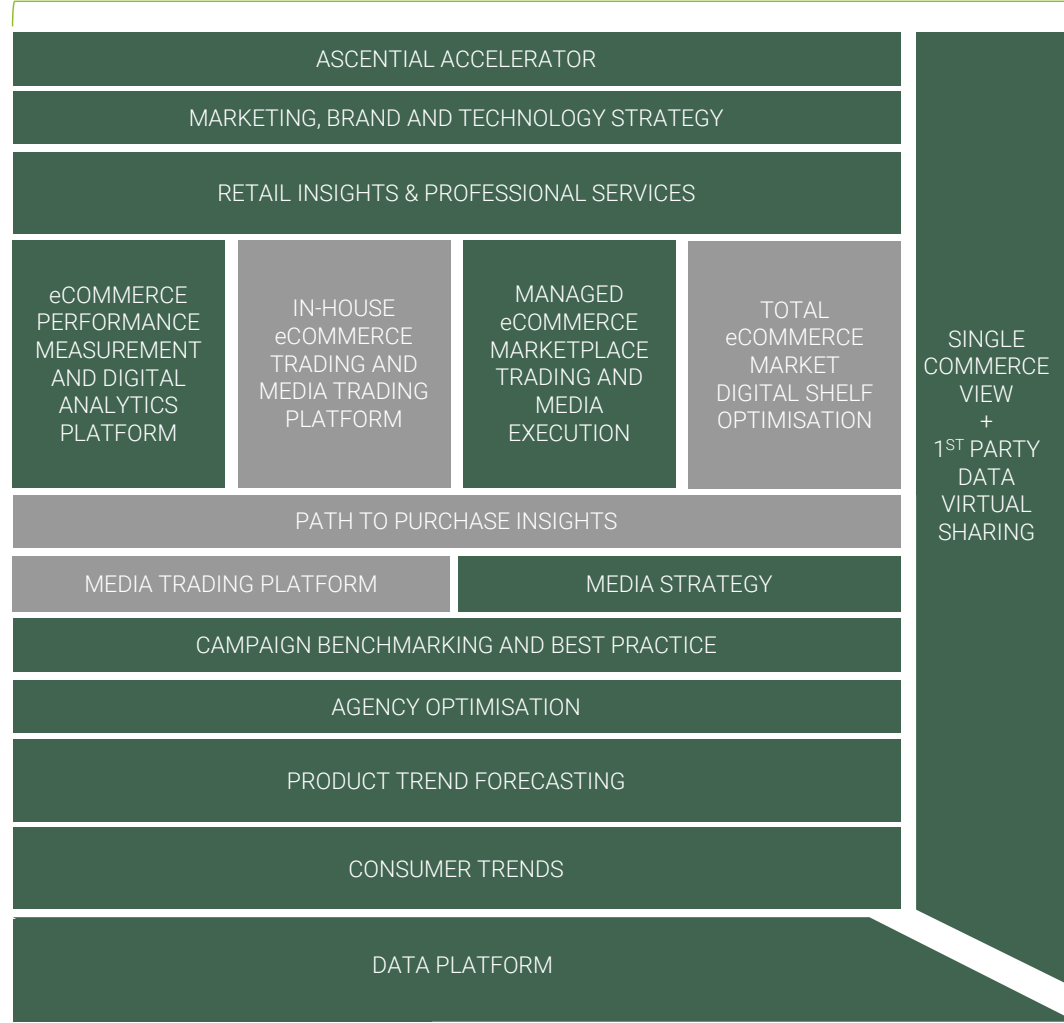 ASCENTIAL ACCELERATOR
MARKETING, BRAND AND TECHNOLOGY STRATEGY
RETAIL INSIGHTS & PROFESSIONAL SERVICES
eCOMMERCE
PERFORMANCE
MEASUREMENT
AND DIGITAL
ANALYTICS
PLATFORM
IN-HOUSE
eCOMMERCE
TRADING AND
MEDIA TRADING
PLATFORM
MANAGED
eCOMMERCE
MARKETPLACE
TRADING AND
MEDIA
EXECUTION
TOTAL
eCOMMERCE
MARKET
DIGITAL SHELF
OPTIMISATION
PATH TO PURCHASE INSIGHTS
MEDIA TRADING PLATFORM
MEDIA STRATEGY
CAMPAIGN BENCHMARKING AND BEST PRACTICE
AGENCY OPTIMISATION
PRODUCT TREND FORECASTING
CONSUMER TRENDS
DATA PLATFORM
SINGLE
COMMERCE
VIEW
+
1ST PARTY
DATA
VIRTUAL
SHARING